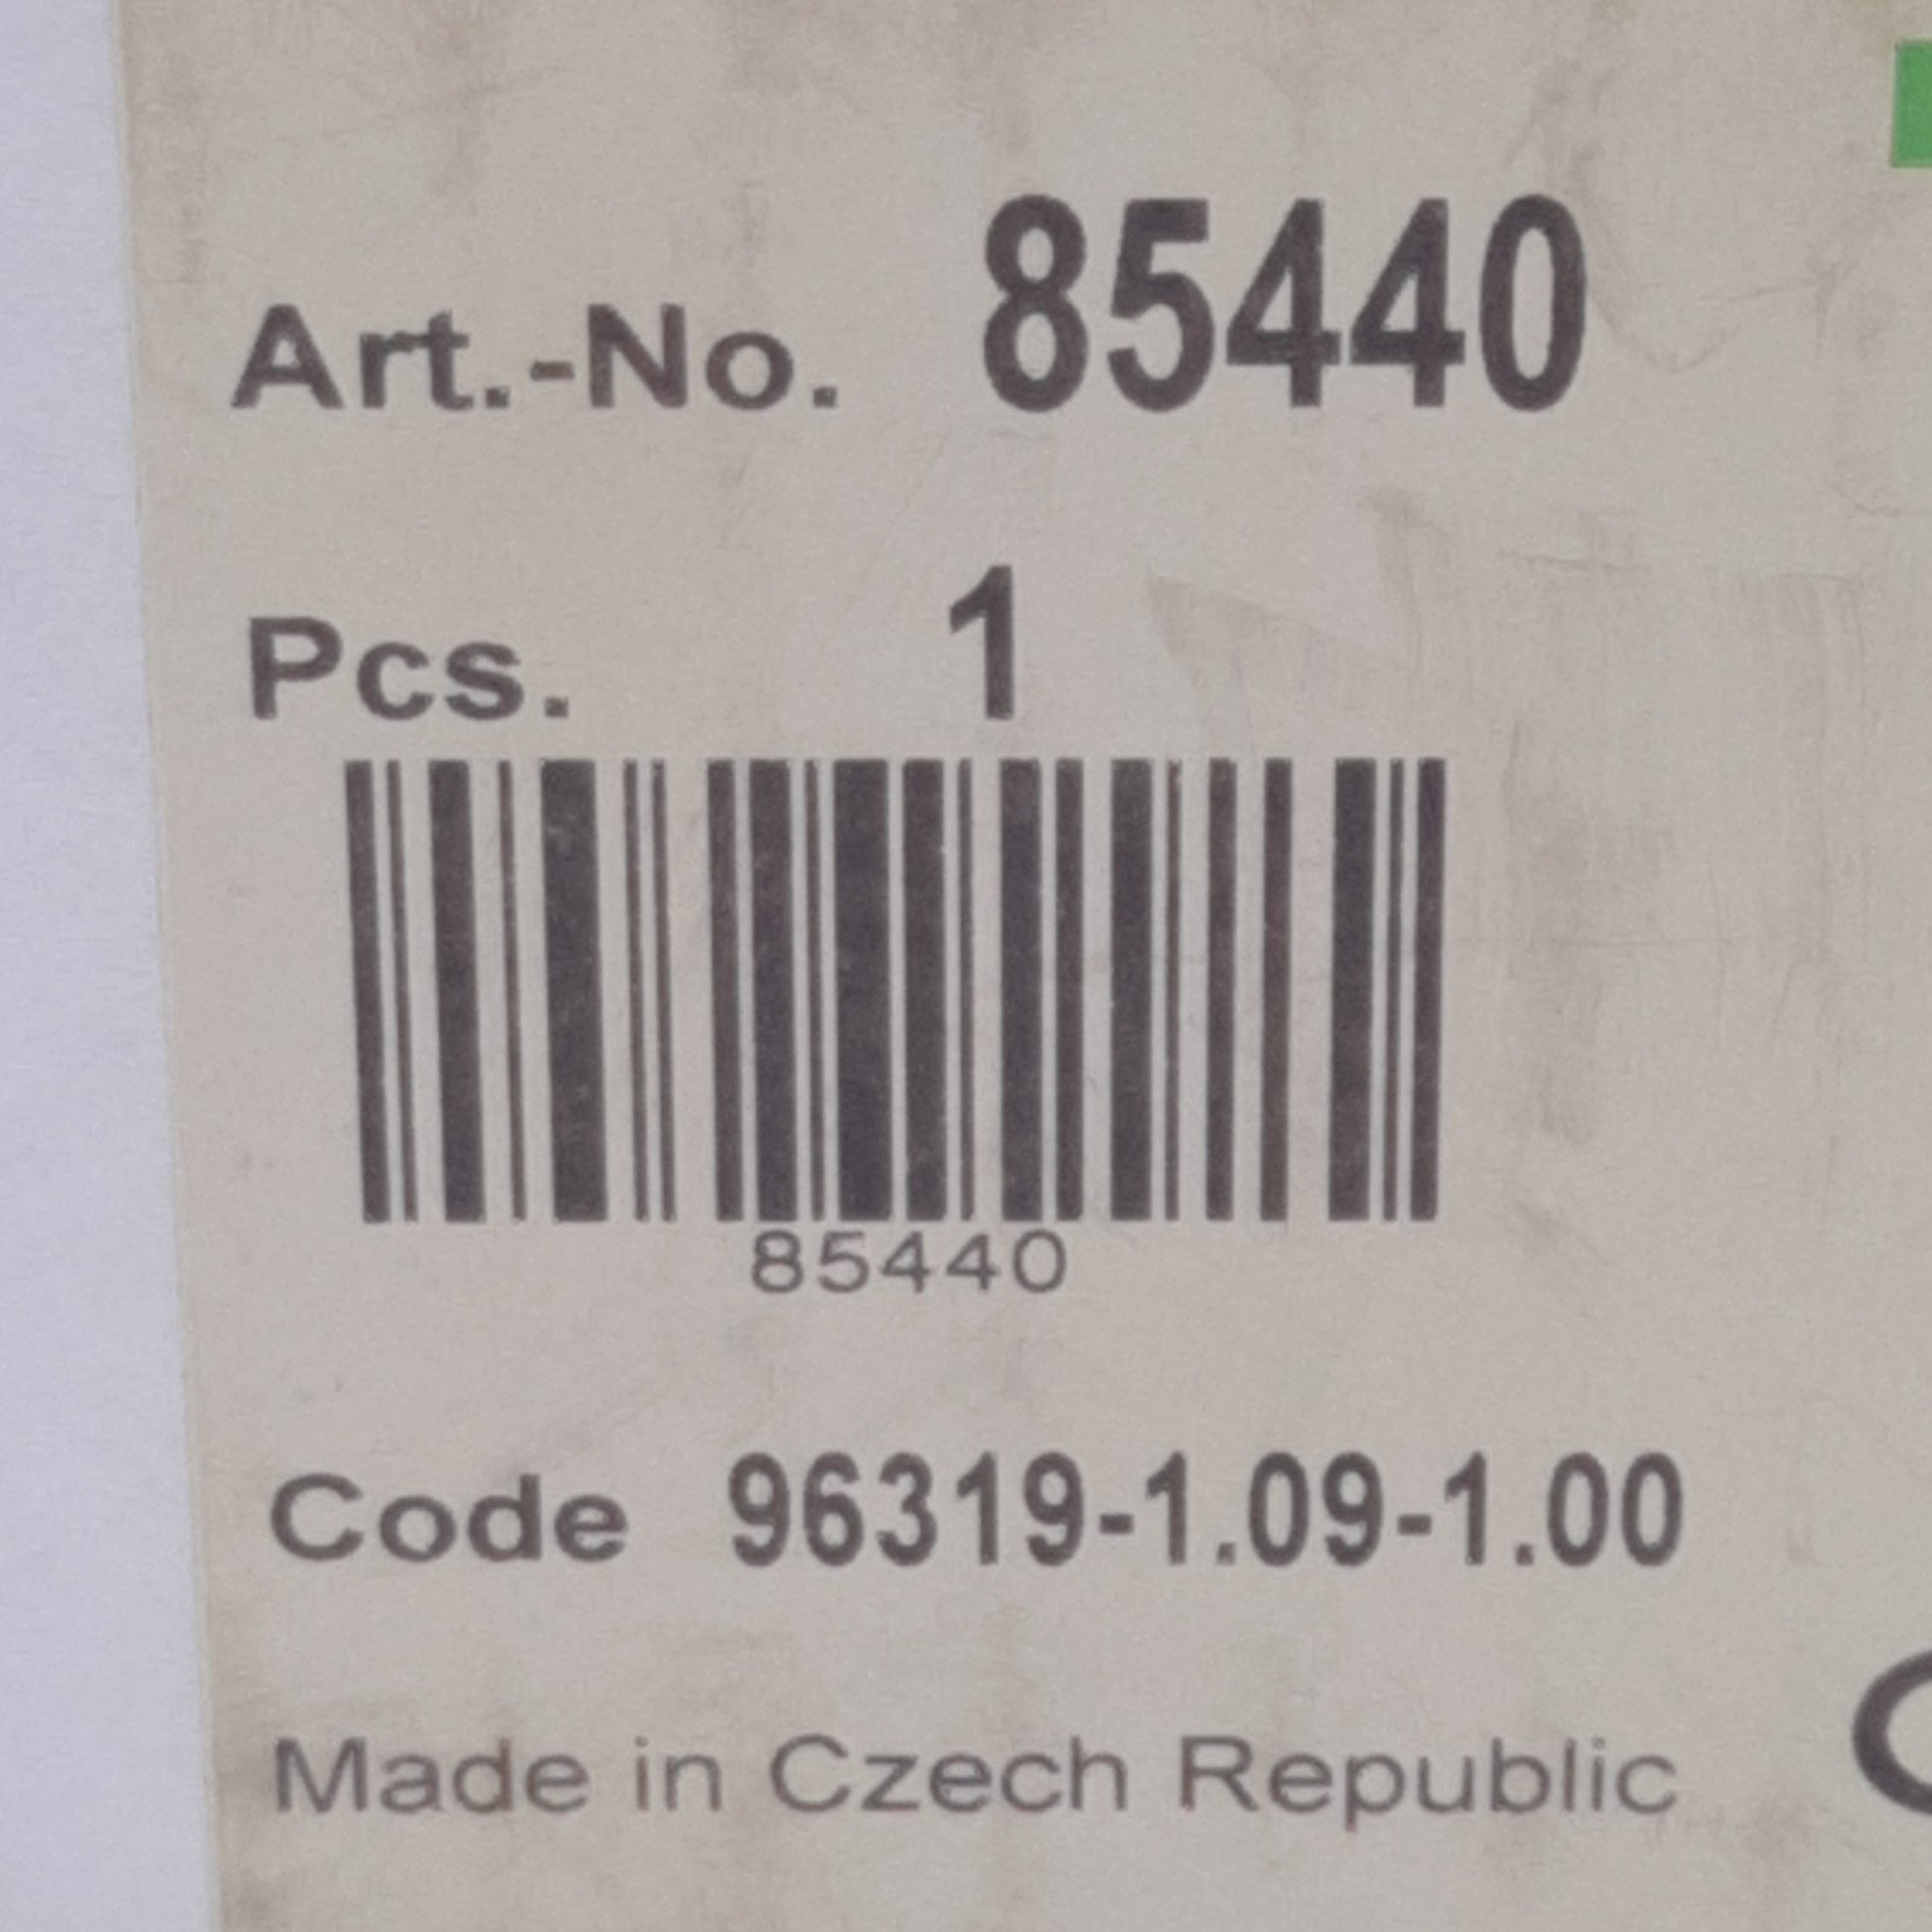 Art.-No. 85440
Pcs. 1
85440
Code 96319-1.09-1.00
Made in Czech Republic